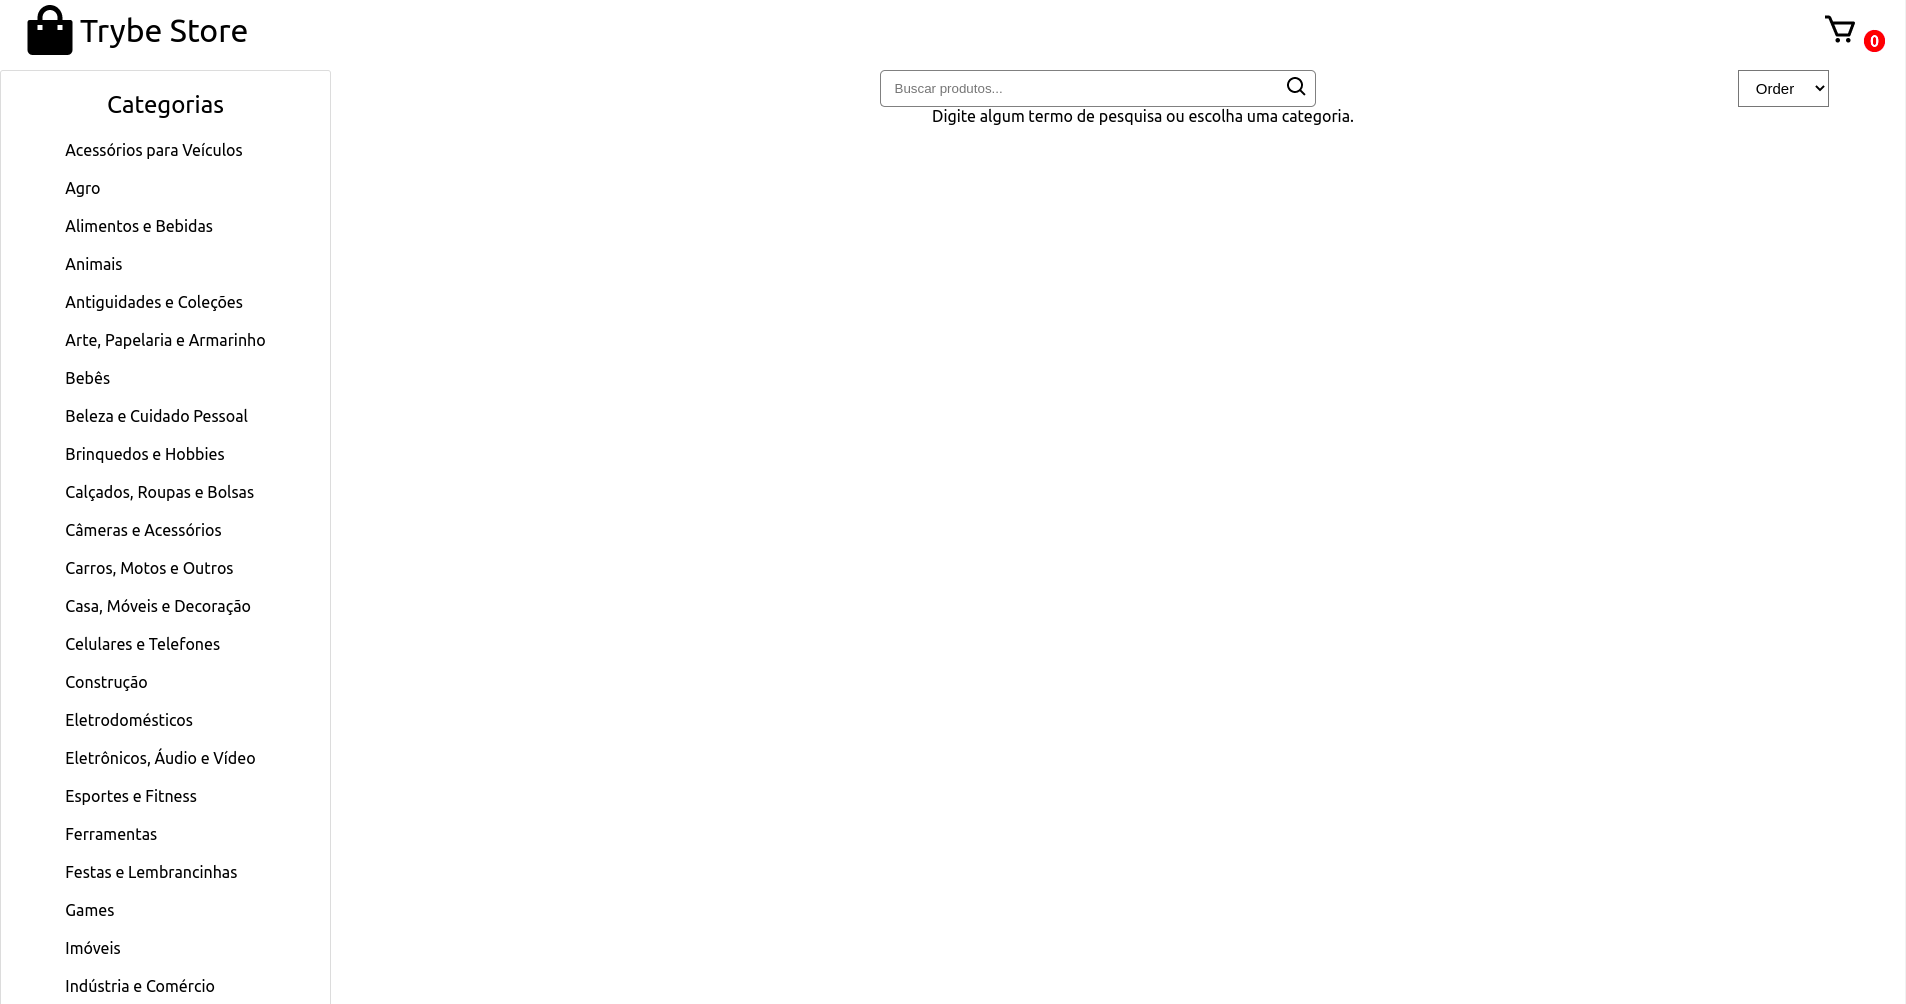 Trybe Store
0
Categorias
Acessórios para Veículos
Agro
Alimentos e Bebidas
Animais
Antiguidades e Coleções
Arte, Papelaria e Armarinho
Bebês
Beleza e Cuidado Pessoal
Brinquedos e Hobbies
Calçados, Roupas e Bolsas
Câmeras e Acessórios
Carros, Motos e Outros
Casa, Móveis e Decoração
Celulares e Telefones
Construção
Eletrodomésticos
Eletrônicos, Áudio e Vídeo
Esportes e Fitness
Ferramentas
Festas e Lembrancinhas
Games
Imóveis
Indústria e Comércio
Buscar produtos...
Order
Digite algum termo de pesquisa ou escolha uma categoria.